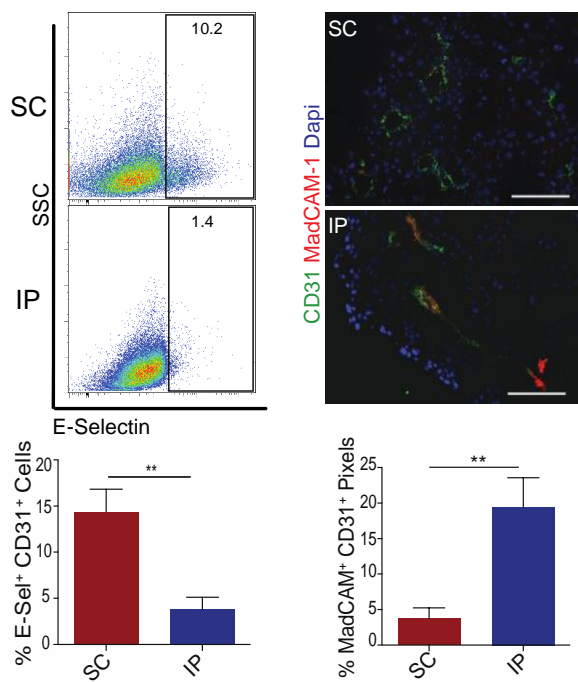 10.2
SC
SSC
1.4
IP
E-Selectin
SC
IP
CD31 MadCAM-1 Dapi
% E-Sel⁺ CD31⁺ Cells
20
15
10
5
0
**
SC
IP
% MadCAM⁺ CD31⁺ Pixels
25
20
15
10
5
0
**
SC
IP